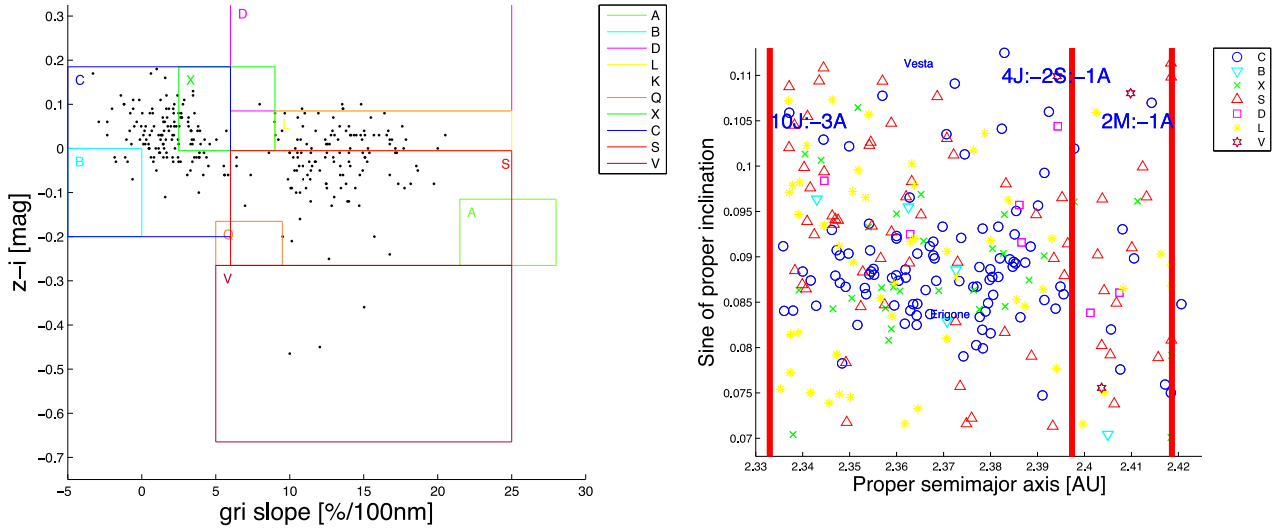 0.3
0.2
0.1
0
−0.1
−0.2
−0.3
−0.4
−0.5
−0.6
−0.7
z−i [mag]
−5
0
5
10
15
20
25
30
gri slope [%/100nm]
D
C
X
L
B
S
A
Q
V
A
B
D
L
K
Q
X
C
S
V
0.11
0.105
0.1
0.095
0.09
0.085
0.08
0.075
0.07
Sine of proper inclination
2.33
2.34
2.35
2.36
2.37
2.38
2.39
2.4
2.41
2.42
Proper semimajor axis [AU]
Vesta
4J:−2S:−1A
10J:−3A
2M:−1A
Erigone
C
B
X
S
D
L
V